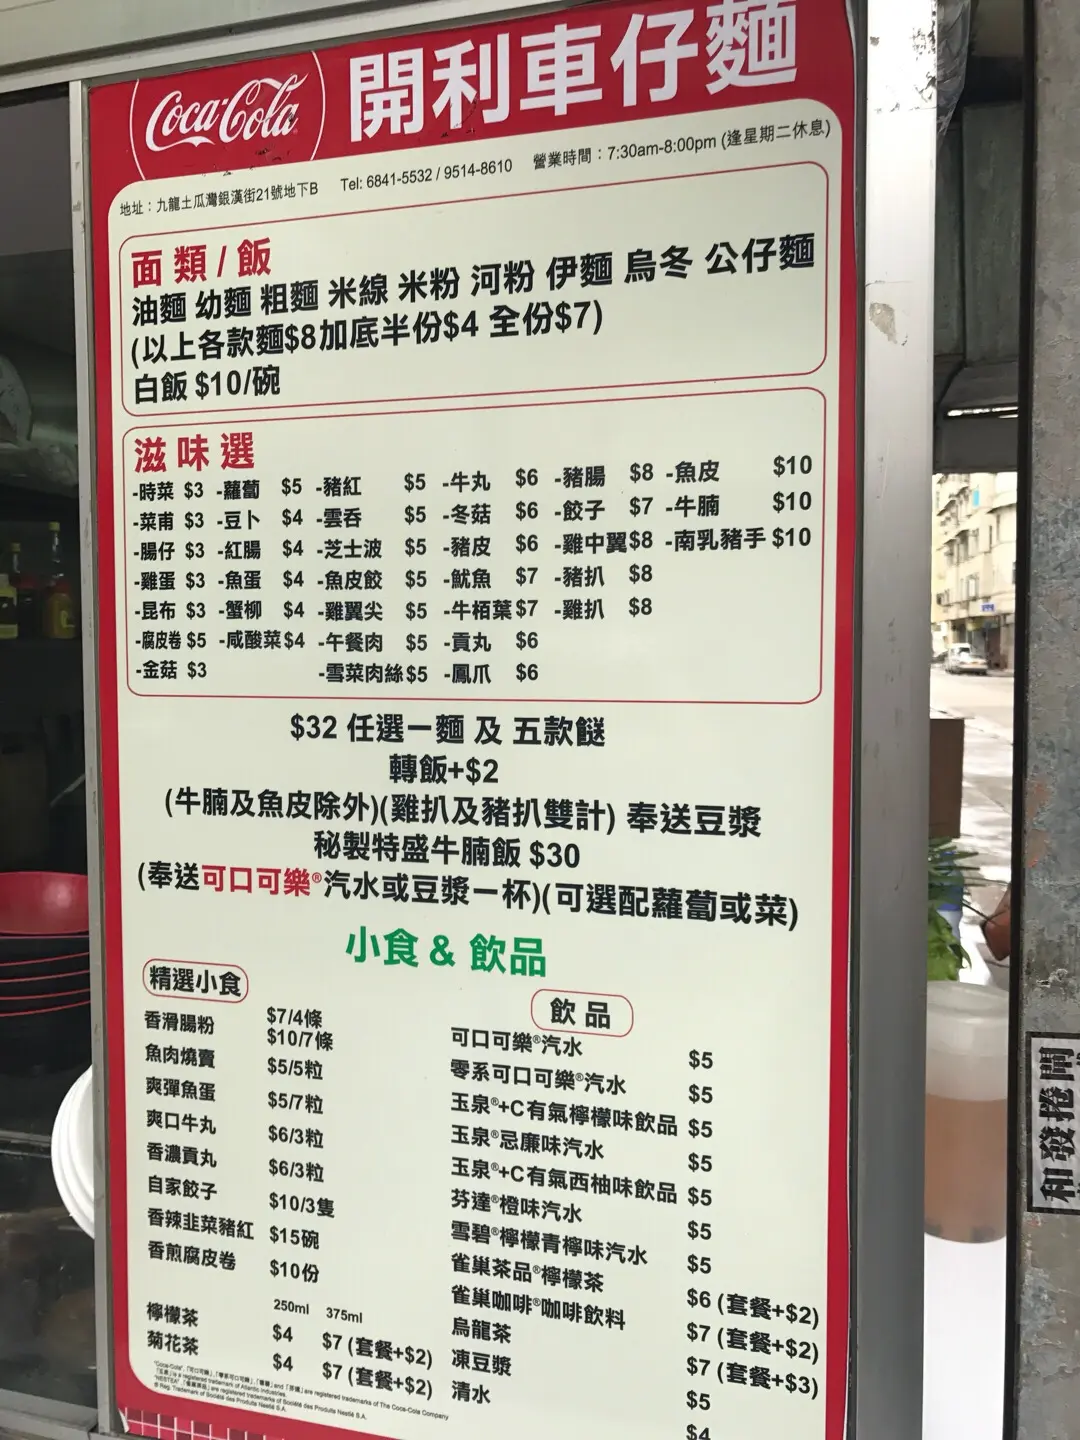 Coca-Cola 開利車仔麵
地址：九龍土瓜灣銀漢街21號地下B Tel: 6841-5532 / 9514-8610 營業時間：7:30am-8:00pm (逢星期二休息)
面 類 / 飯
油麵 幼麵 粗麵 米線 米粉 河粉 伊麵 烏冬 公仔麵
(以上各款麵$8加底半份$4 全份$7)
白飯 $10/碗
滋 味 選
-時菜 $3 -蘿蔔 $5 -豬紅 $5 -牛丸 $6 -豬腸 $8 -魚皮 $10
-菜甫 $3 -豆卜 $4 -雲吞 $5 -冬菇 $6 -餃子 $7 -牛腩 $10
-腸仔 $3 -紅腸 $4 -芝士波 $5 -豬皮 $6 -雞中翼$8 -南乳豬手 $10
-雞蛋 $3 -魚蛋 $4 -魚皮餃 $5 -魷魚 $7 -豬扒 $8
-昆布 $3 -蟹柳 $4 -雞翼尖 $5 -牛栢葉$7 -雞扒 $8
-腐皮卷 $5 -咸酸菜$4 -午餐肉 $5 -貢丸 $6
-金菇 $3 -雪菜肉絲$5 -鳳爪 $6
$32 任選一麵 及 五款餸
轉飯+$2
(牛腩及魚皮除外)(雞扒及豬扒雙計) 奉送豆漿
秘製特盛牛腩飯 $30
(奉送可口可樂®汽水或豆漿一杯)(可選配蘿蔔或菜)
小食 & 飲品
精選小食
香滑腸粉 $7/4條
$10/7條
魚肉燒賣 $5/5粒
爽彈魚蛋 $5/7粒
爽口牛丸 $6/3粒
香濃貢丸 $6/3粒
自家餃子 $10/3隻
香辣韭菜豬紅 $15碗
香煎腐皮卷 $10份
250ml 375ml
檸檬茶 $4 $7 (套餐+$2)
菊花茶 $4 $7 (套餐+$2)
飲 品
可口可樂®汽水 $5
零系可口可樂®汽水 $5
玉泉®+C有氣檸檬味飲品 $5
玉泉®忌廉味汽水 $5
玉泉®+C有氣西柚味飲品 $5
芬達®橙味汽水 $5
雪碧®檸檬青檸味汽水 $5
雀巢茶品®檸檬茶 $6 (套餐+$2)
雀巢咖啡®咖啡飲料 $7 (套餐+$2)
烏龍茶 $7 (套餐+$3)
凍豆漿 $5
清水 $4
和發捲閘